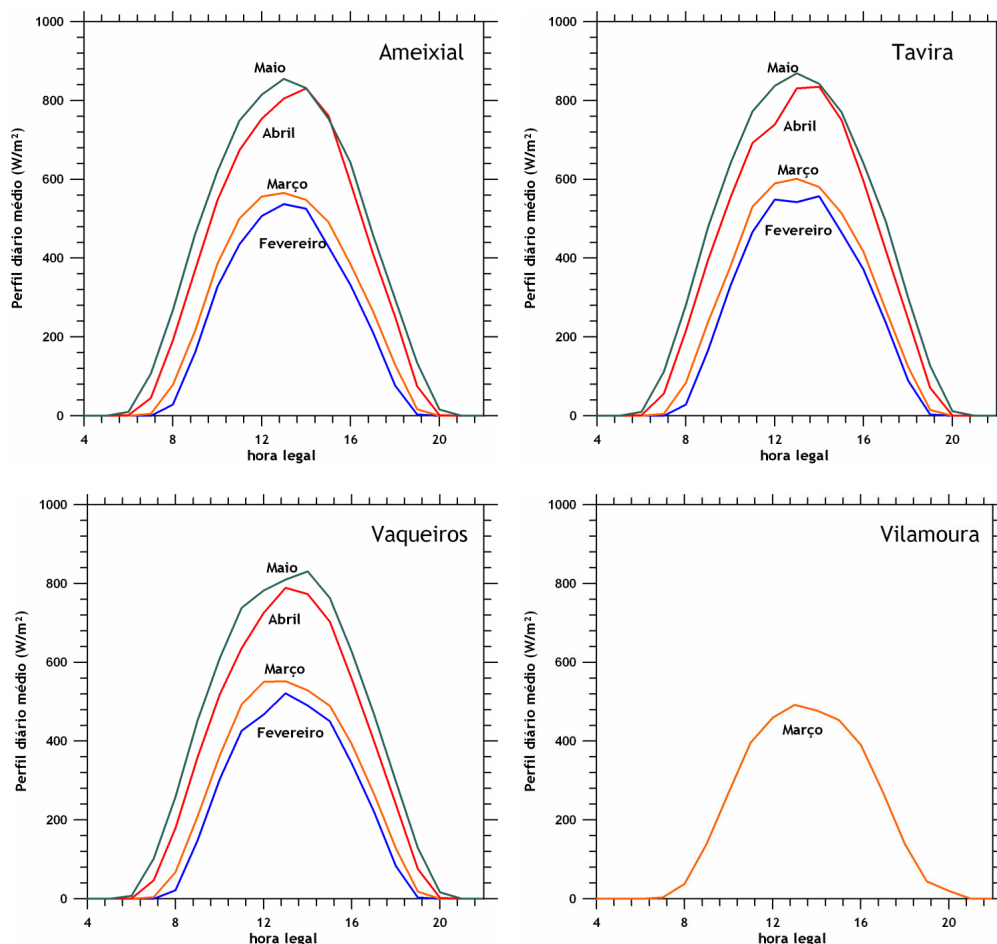 Ameixial
Perfil diário médio (W/m²)
1000
800
600
400
200
0
Maio
Abril
Março
Fevereiro
4 8 12 16 20
hora legal
Tavira
Perfil diário médio (W/m²)
1000
800
600
400
200
0
Maio
Abril
Março
Fevereiro
4 8 12 16 20
hora legal
Vaqueiros
Perfil diário médio (W/m²)
1000
800
600
400
200
0
Maio
Abril
Março
Fevereiro
4 8 12 16 20
hora legal
Vilamoura
Perfil diário médio (W/m²)
1000
800
600
400
200
0
Março
4 8 12 16 20
hora legal